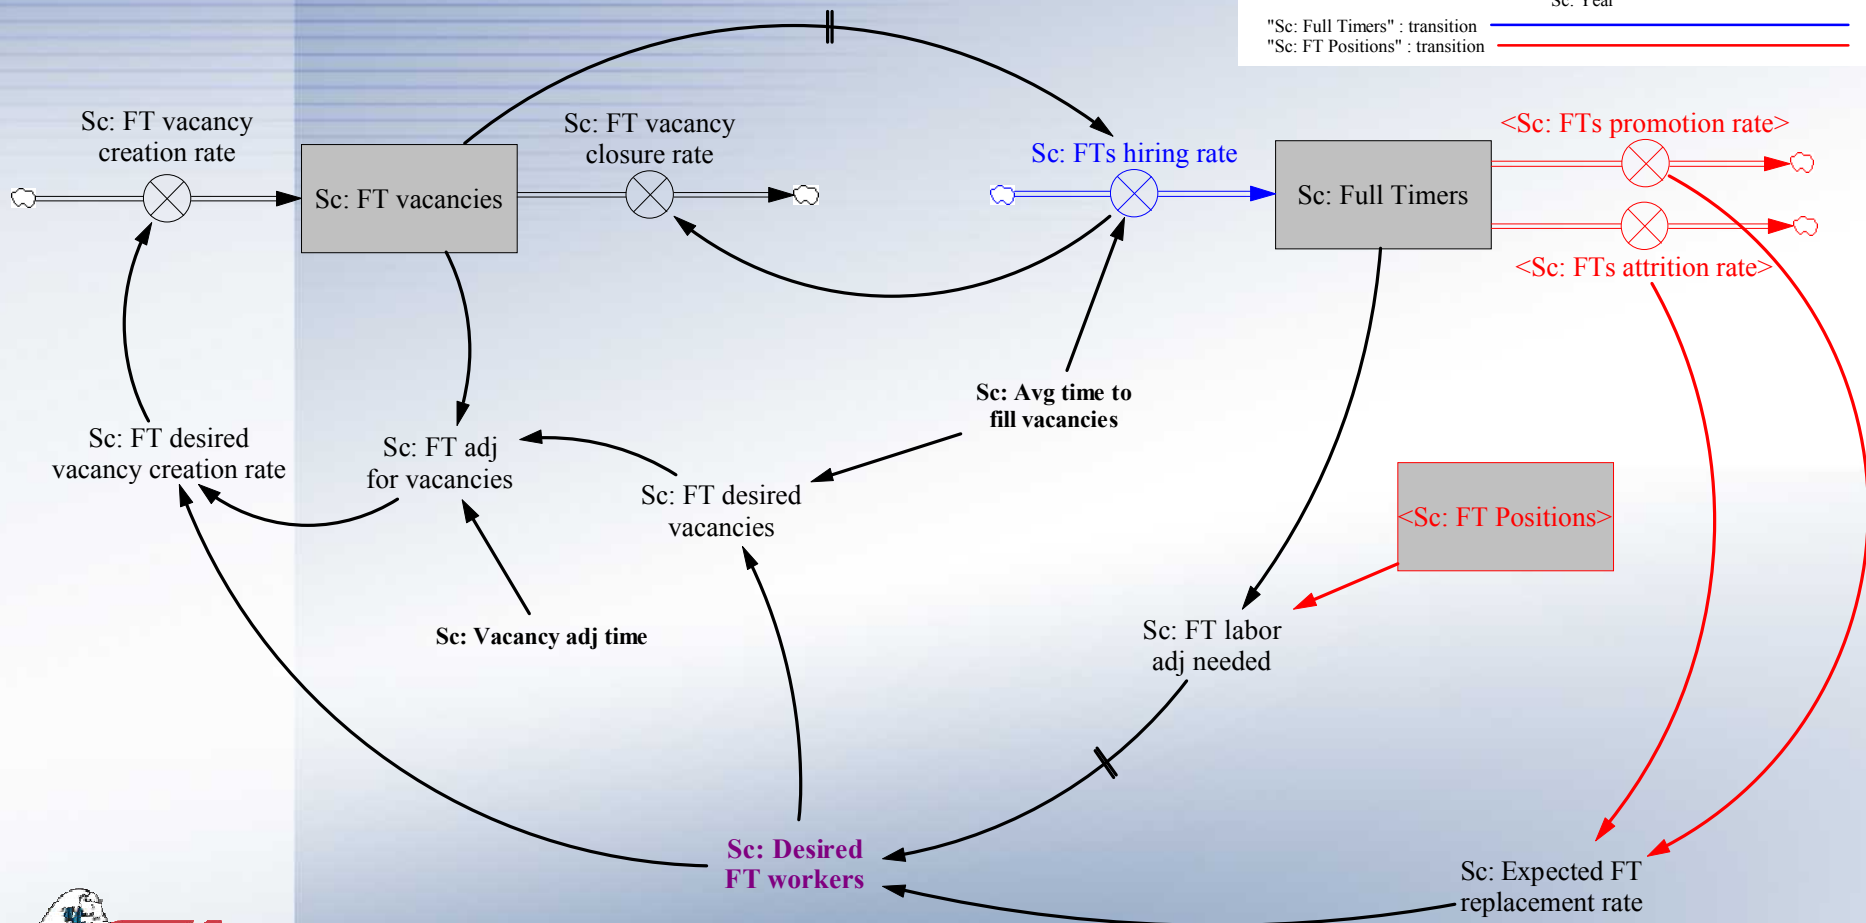 Sc: Year
"Sc: Full Timers" : transition
"Sc: FT Positions" : transition
Sc: FT vacancy
creation rate
Sc: FT vacancies
Sc: FT vacancy
closure rate
Sc: FTs hiring rate
Sc: Full Timers
<Sc: FTs promotion rate>
<Sc: FTs attrition rate>
Sc: Avg time to
fill vacancies
Sc: FT desired
vacancy creation rate
Sc: FT adj
for vacancies
Sc: FT desired
vacancies
<Sc: FT Positions>
Sc: Vacancy adj time
Sc: FT labor
adj needed
Sc: Desired
FT workers
Sc: Expected FT
replacement rate